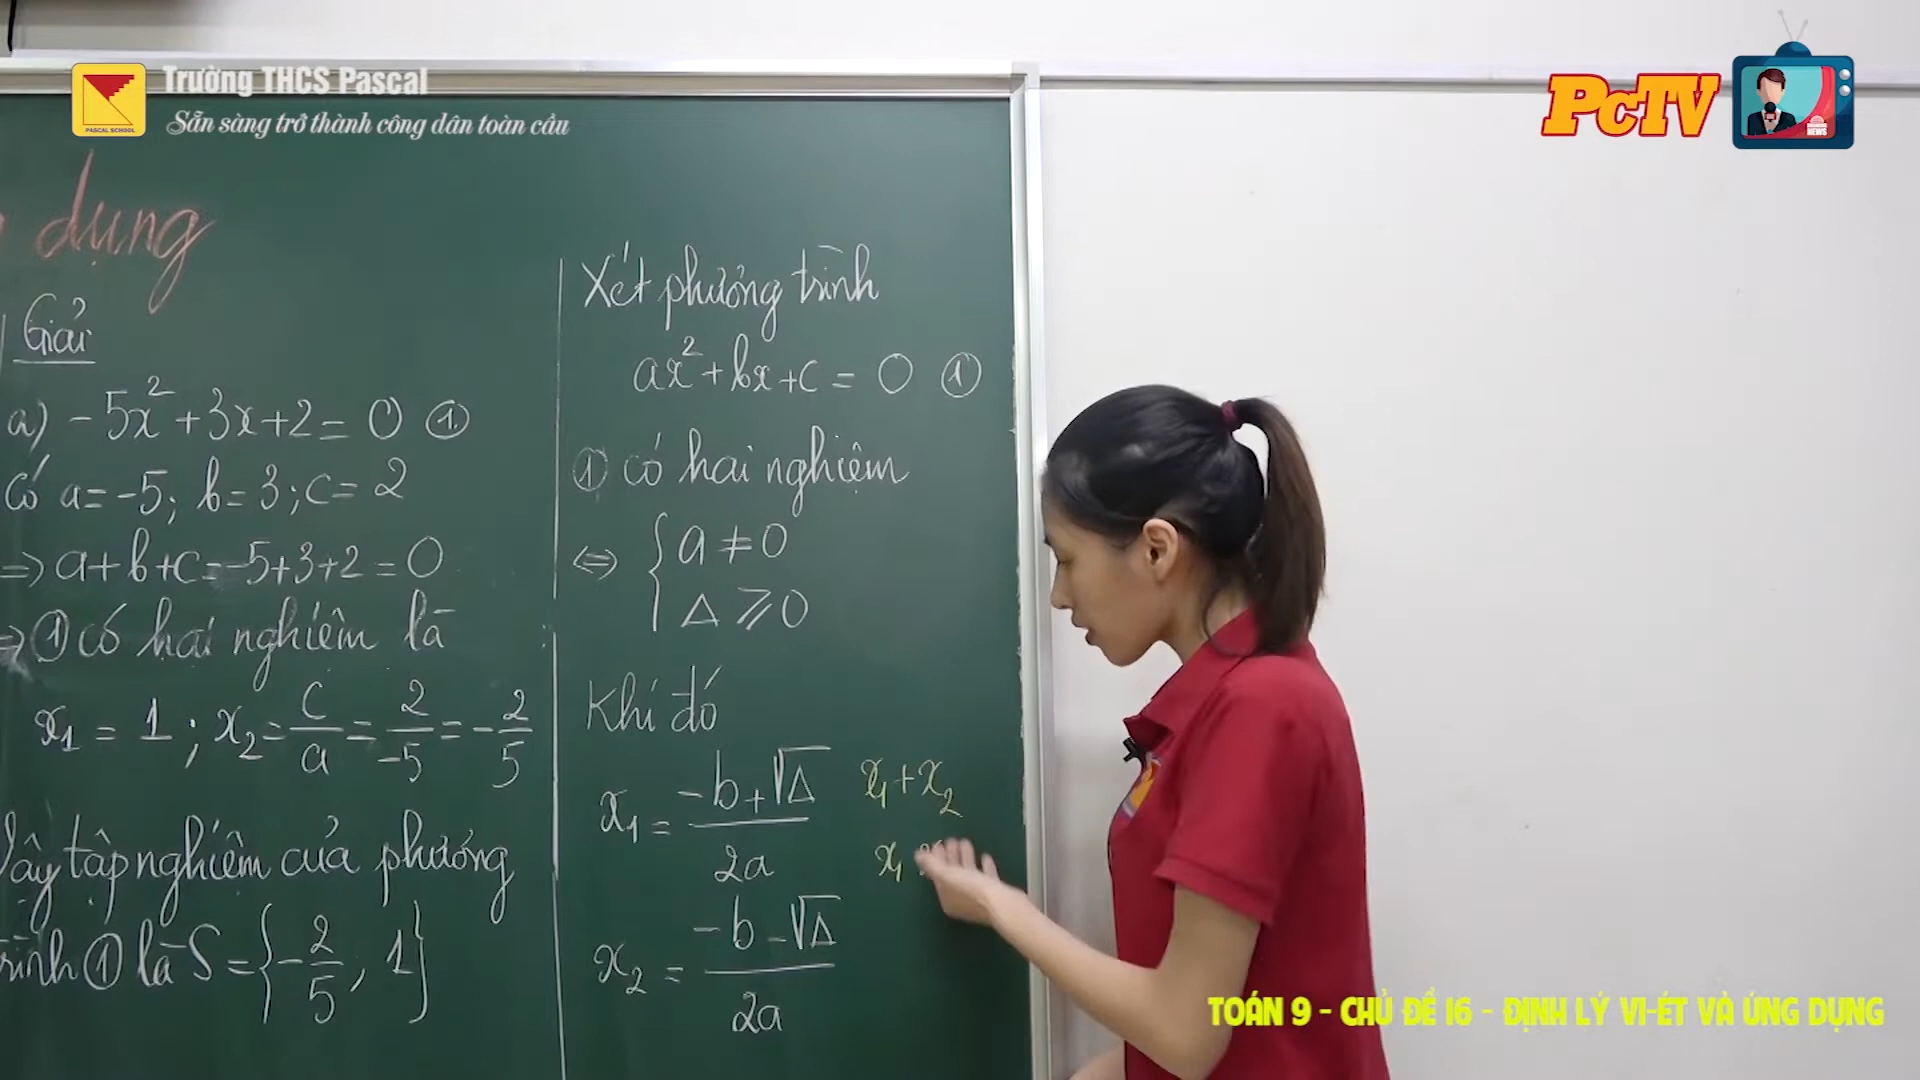 Trường THCS Pascal
Sẵn sàng trở thành công dân toàn cầu
PASCAL SCHOOL
PcTV
NEWS
dụng
Giải
a) -5x² + 3x + 2 = 0 ①
Có a = -5; b = 3; c = 2
=> a + b + c = -5 + 3 + 2 = 0
=> ① có hai nghiệm là
x₁ = 1; x₂ = c/a = 2/-5 = -2/5
Vậy tập nghiệm của phương
trình ① là S = {-2/5, 1}
Xét phương trình
ax² + bx + c = 0 ①
① có hai nghiệm
<=> { a ≠ 0
Δ ⩾ 0
Khi đó
x₁ = (-b + √Δ)/2a
x₂ = (-b - √Δ)/2a
x₁ + x₂
x₁
TOÁN 9 - CHỦ ĐỀ 16 - ĐỊNH LÝ VI-ÉT VÀ ỨNG DỤNG